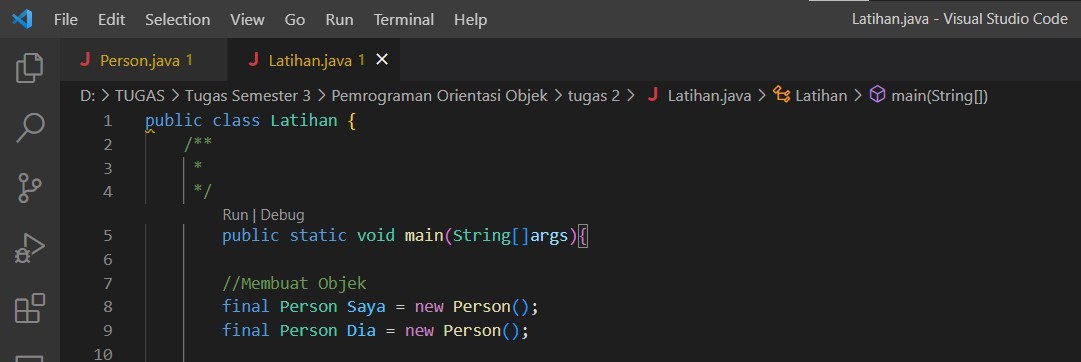 File Edit Selection View Go Run Terminal Help Latihan.java - Visual Studio Code
J Person.java 1 J Latihan.java 1 ×
D: > TUGAS > Tugas Semester 3 > Pemrograman Orientasi Objek > tugas 2 > J Latihan.java > Latihan > main(String[])
1 public class Latihan {
2 /**
3 *
4 */
Run | Debug
5 public static void main(String[]args){
6
7 //Membuat Objek
8 final Person Saya = new Person();
9 final Person Dia = new Person();
10